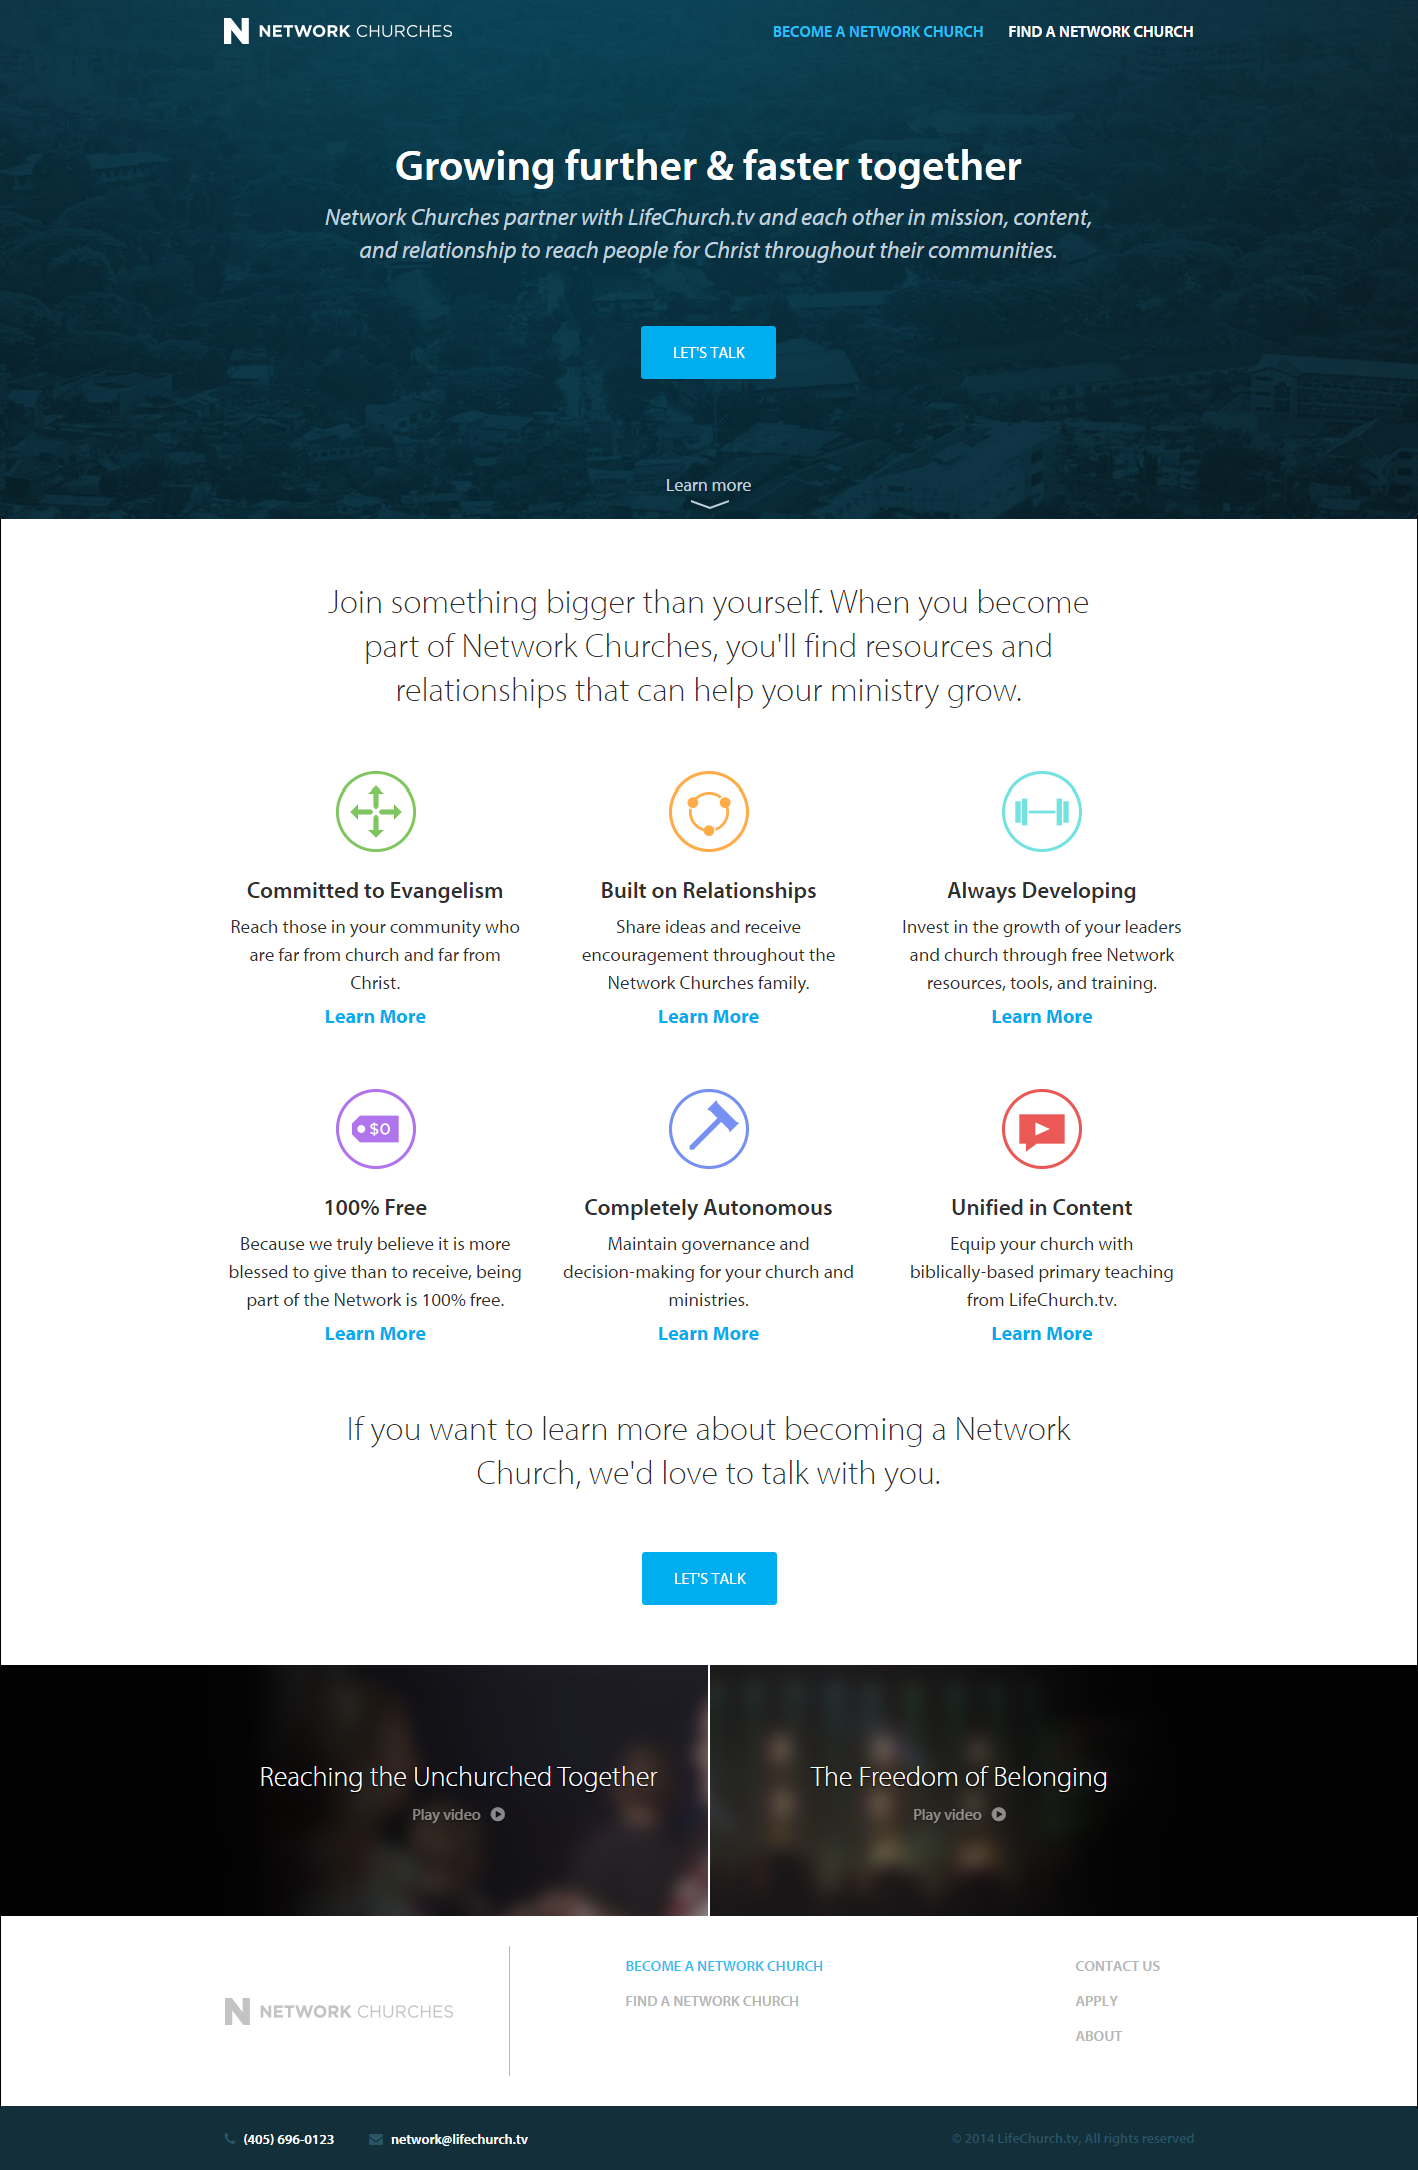 NETWORK CHURCHES
BECOME A NETWORK CHURCH
FIND A NETWORK CHURCH
Growing further & faster together
Network Churches partner with LifeChurch.tv and each other in mission, content,
and relationship to reach people for Christ throughout their communities.
LET'S TALK
Learn more
Join something bigger than yourself. When you become
part of Network Churches, you'll find resources and
relationships that can help your ministry grow.
Committed to Evangelism
Reach those in your community who
are far from church and far from
Christ.
Learn More
Built on Relationships
Share ideas and receive
encouragement throughout the
Network Churches family.
Learn More
Always Developing
Invest in the growth of your leaders
and church through free Network
resources, tools, and training.
Learn More
$0
100% Free
Because we truly believe it is more
blessed to give than to receive, being
part of the Network is 100% free.
Learn More
Completely Autonomous
Maintain governance and
decision-making for your church and
ministries.
Learn More
Unified in Content
Equip your church with
biblically-based primary teaching
from LifeChurch.tv.
Learn More
If you want to learn more about becoming a Network
Church, we'd love to talk with you.
LET'S TALK
Reaching the Unchurched Together
Play video
The Freedom of Belonging
Play video
NETWORK CHURCHES
BECOME A NETWORK CHURCH
FIND A NETWORK CHURCH
CONTACT US
APPLY
ABOUT
(405) 696-0123
network@lifechurch.tv
© 2014 LifeChurch.tv, All rights reserved